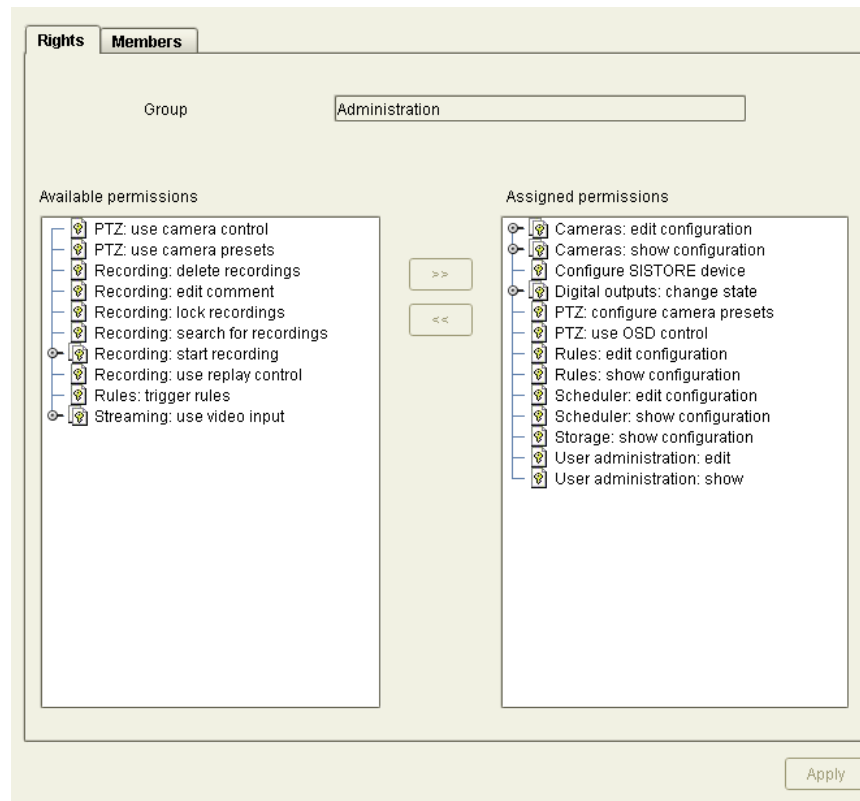 Rights Members
Group Administration
Available permissions
PTZ: use camera control
PTZ: use camera presets
Recording: delete recordings
Recording: edit comment
Recording: lock recordings
Recording: search for recordings
Recording: start recording
Recording: use replay control
Rules: trigger rules
Streaming: use video input
>>
<<
Assigned permissions
Cameras: edit configuration
Cameras: show configuration
Configure SISTORE device
Digital outputs: change state
PTZ: configure camera presets
PTZ: use OSD control
Rules: edit configuration
Rules: show configuration
Scheduler: edit configuration
Scheduler: show configuration
Storage: show configuration
User administration: edit
User administration: show
Apply